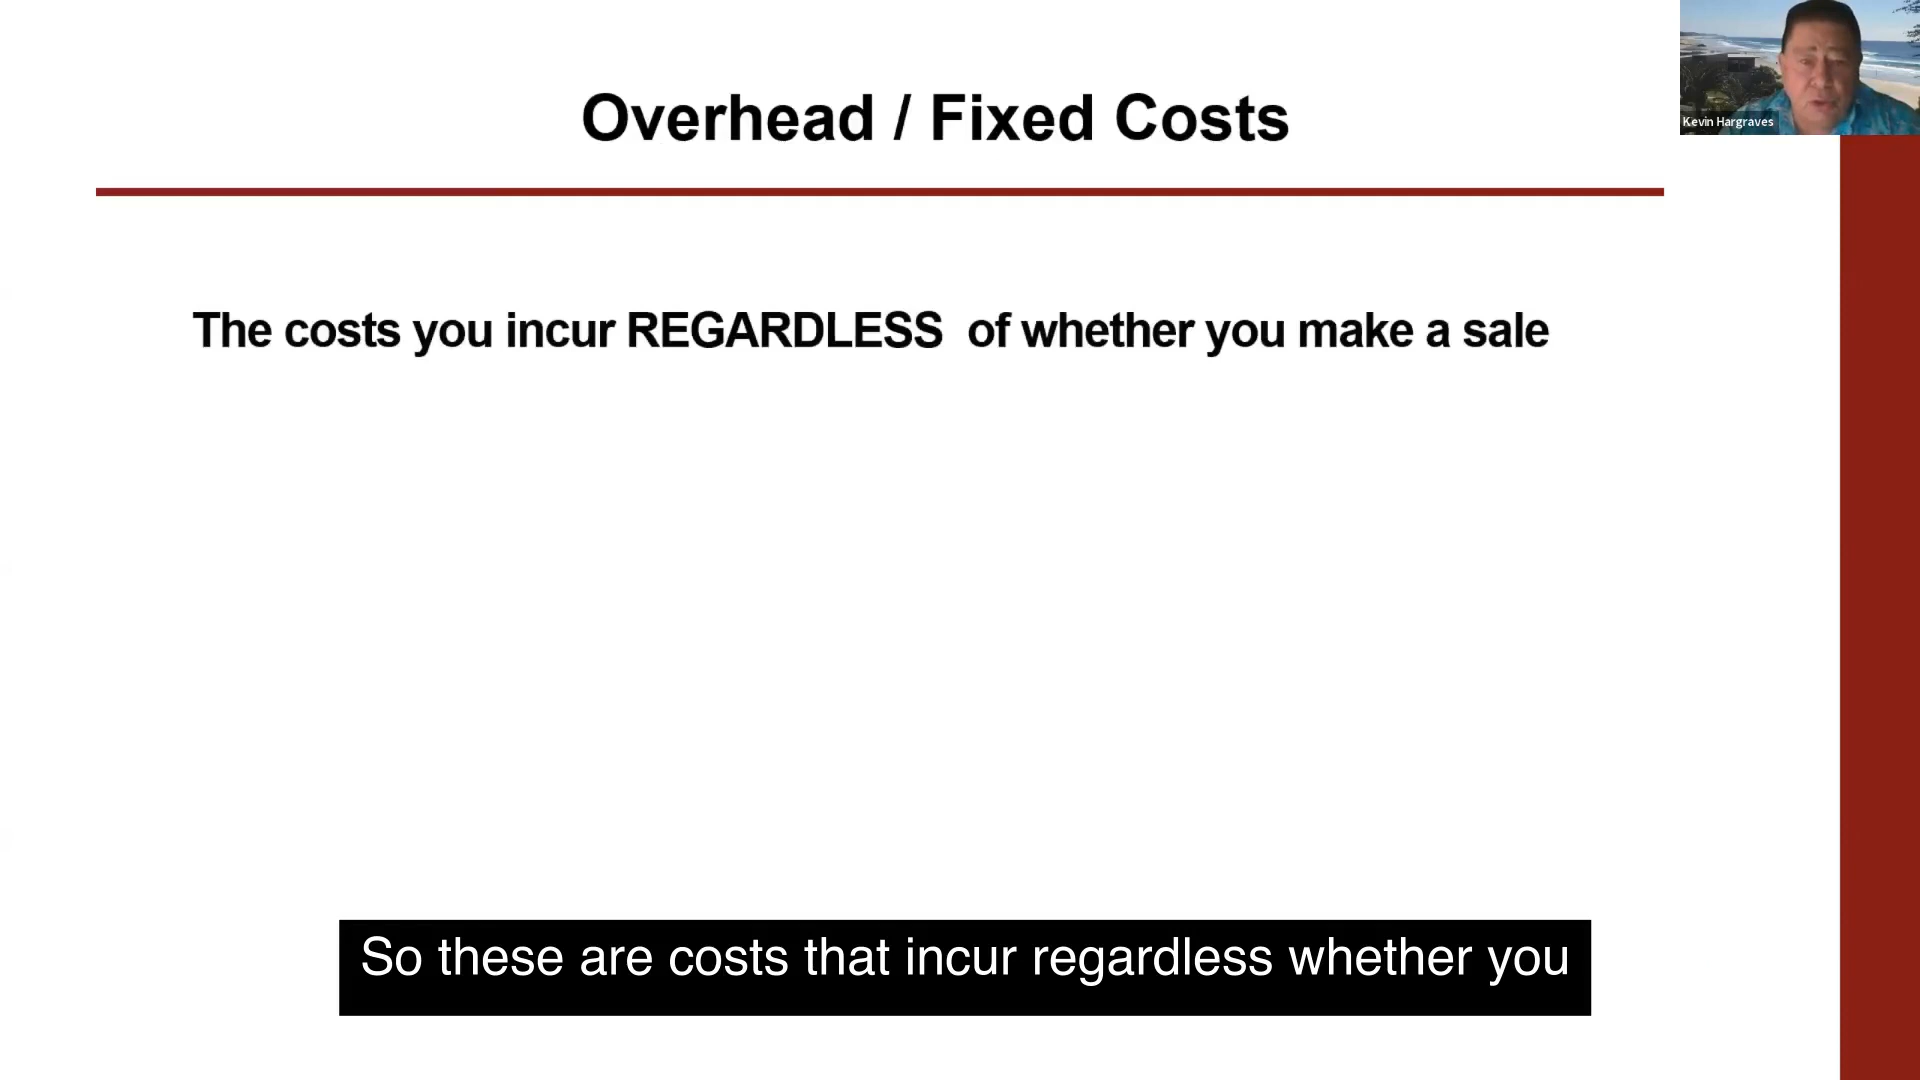 Overhead / Fixed Costs
Kevin Hargraves
The costs you incur REGARDLESS of whether you make a sale
So these are costs that incur regardless whether you